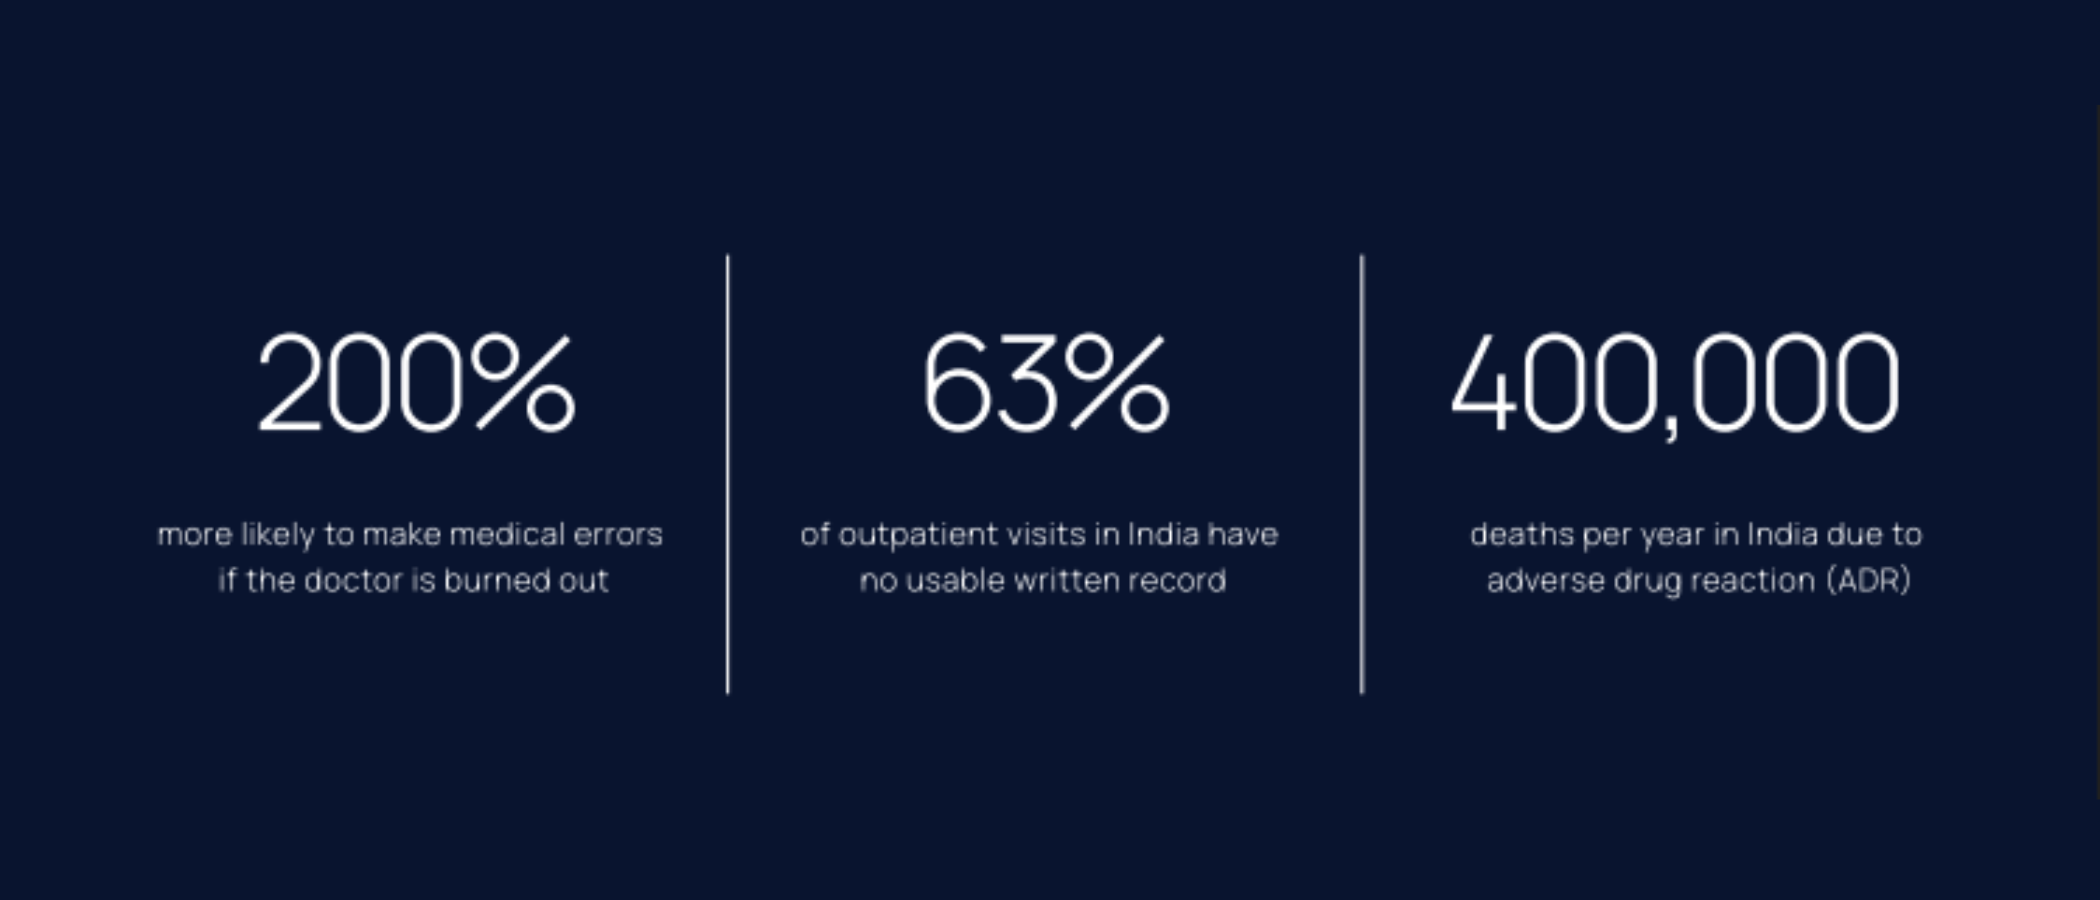 200%
more likely to make medical errors
if the doctor is burned out
63%
of outpatient visits in India have
no usable written record
400,000
deaths per year in India due to
adverse drug reaction (ADR)